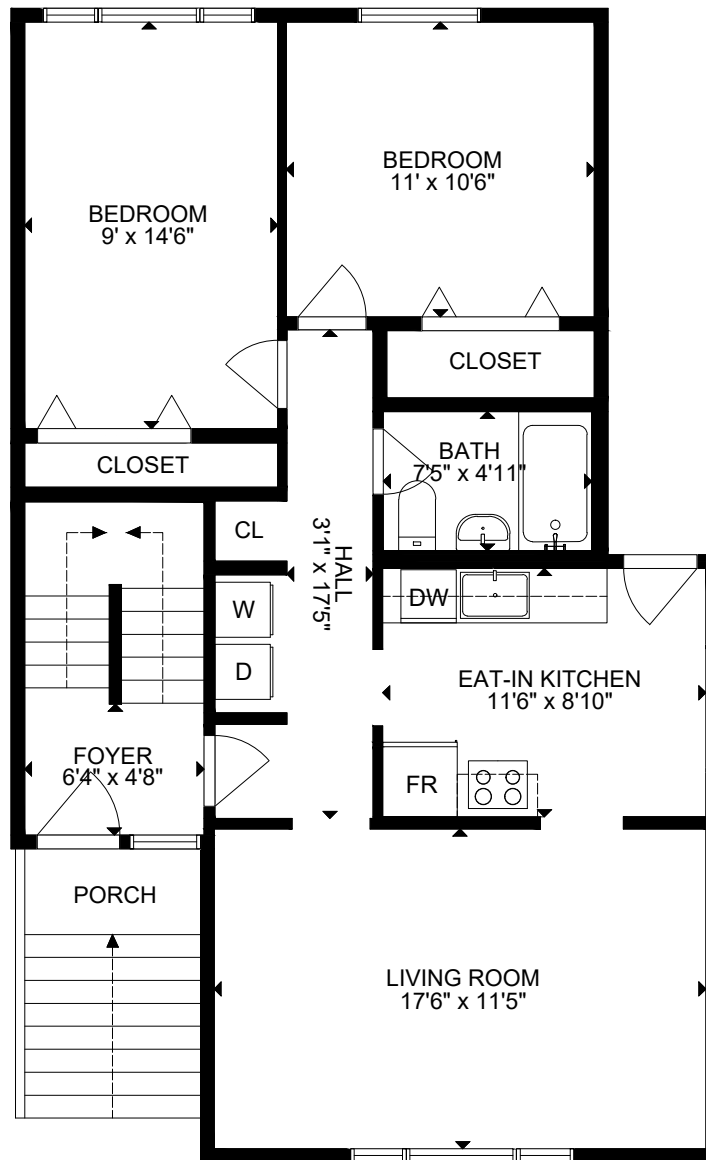 BEDROOM
11' x 10'6"
BEDROOM
9' x 14'6"
CLOSET
BATH
7'5" x 4'11"
CLOSET
CL
HALL
3'1" x 17'5"
W
DW
D
EAT-IN KITCHEN
11'6" x 8'10"
FOYER
6'4" x 4'8"
FR
PORCH
LIVING ROOM
17'6" x 11'5"